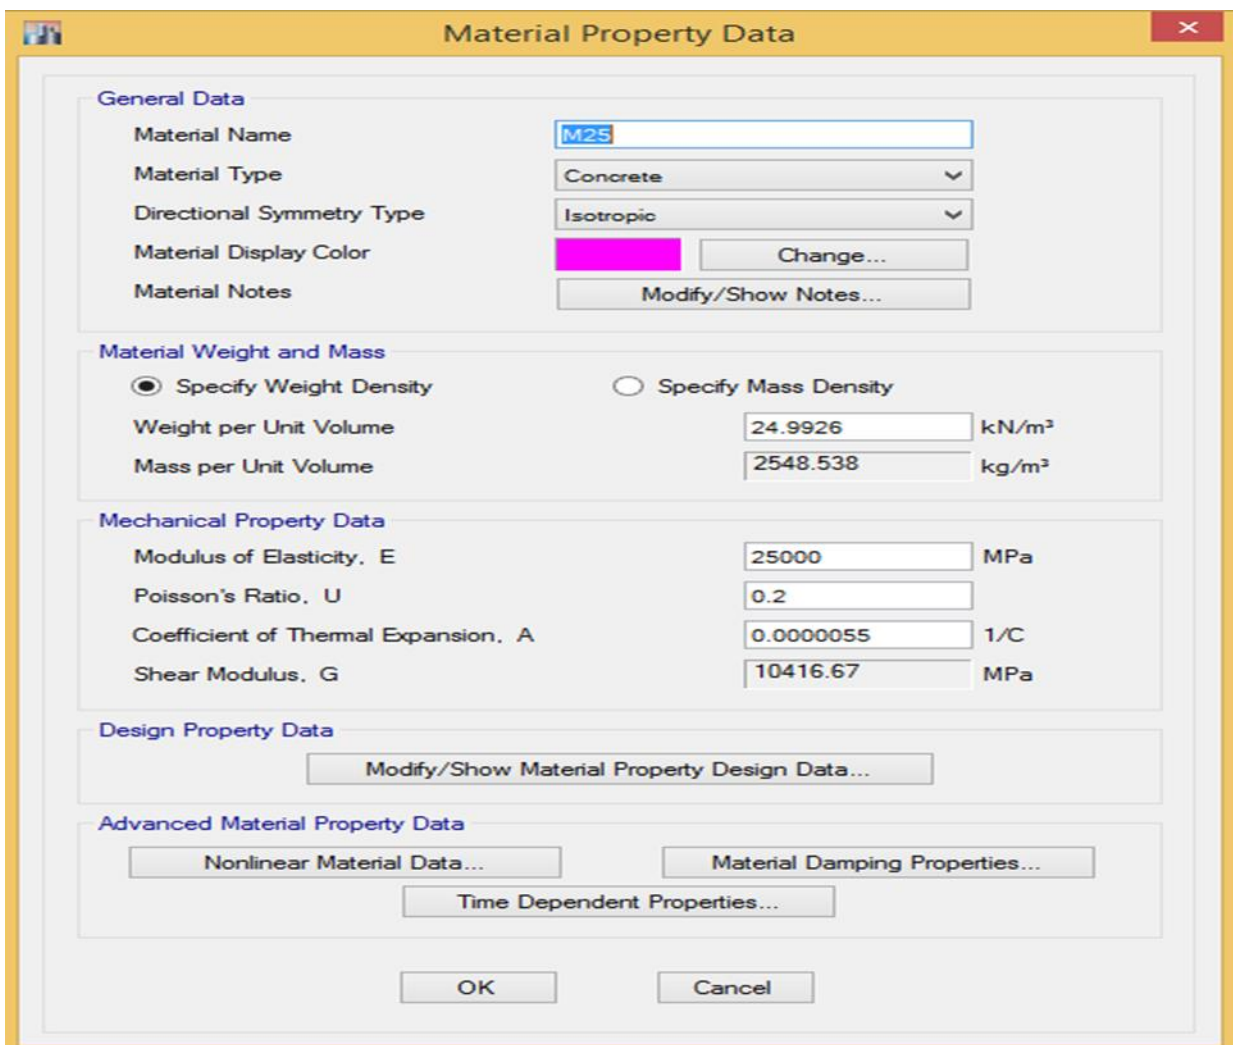 Material Property Data
General Data
Material Name M25
Material Type Concrete
Directional Symmetry Type Isotropic
Material Display Color Change...
Material Notes Modify/Show Notes...
Material Weight and Mass
Specify Weight Density Specify Mass Density
Weight per Unit Volume 24.9926 kN/m³
Mass per Unit Volume 2548.538 kg/m³
Mechanical Property Data
Modulus of Elasticity, E 25000 MPa
Poisson's Ratio, U 0.2
Coefficient of Thermal Expansion, A 0.0000055 1/C
Shear Modulus, G 10416.67 MPa
Design Property Data
Modify/Show Material Property Design Data...
Advanced Material Property Data
Nonlinear Material Data... Material Damping Properties...
Time Dependent Properties...
OK Cancel